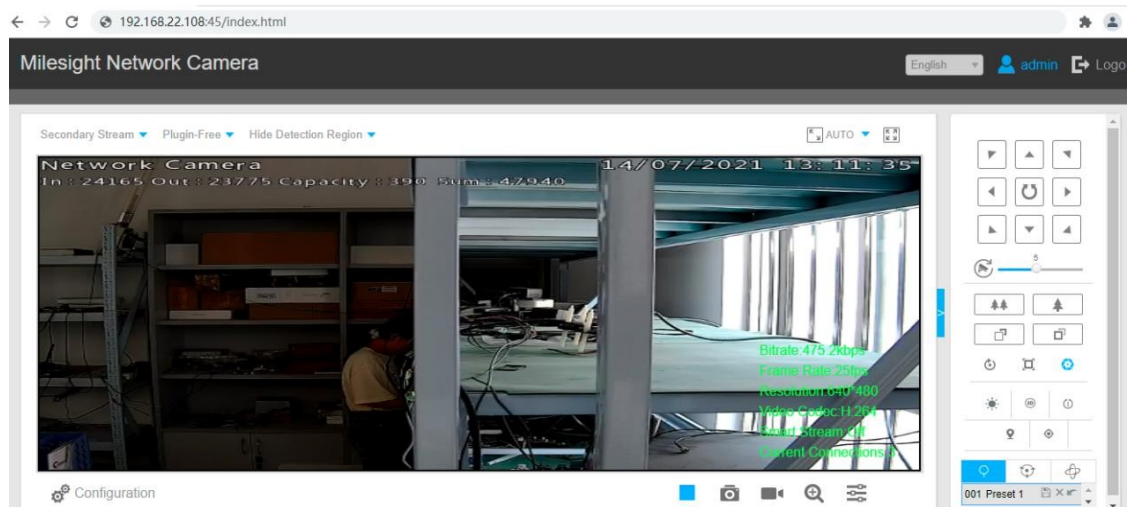 192.168.22.108:45/index.html
Milesight Network Camera
English
admin
Logo
Secondary Stream
Plugin-Free
Hide Detection Region
AUTO
Network Camera
14/07/2021 13:11:35
In : 24165 Out : 23775 Capacity : 390 Sum : 47940
5
Bitrate:475.2kbps
Frame Rate:25fps
Resolution:640*480
Video Codec:H.264
Smart Stream:Off
Current Connections:
Configuration
001 Preset 1